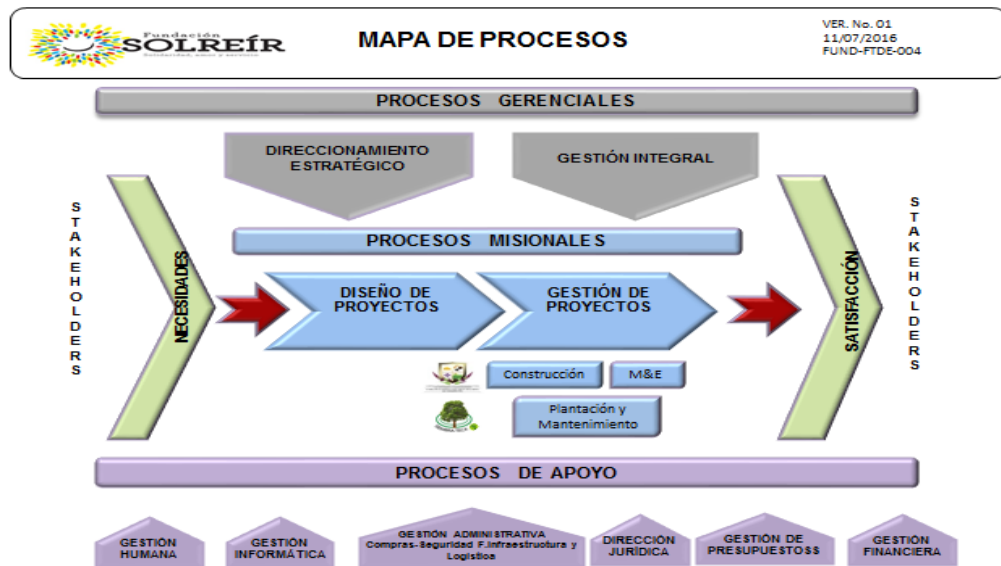 Fundación
SOLREÍR
MAPA DE PROCESOS
VER. No. 01
11/07/2016
FUND-FTDE-004
PROCESOS GERENCIALES
DIRECCIONAMIENTO
ESTRATÉGICO
GESTIÓN INTEGRAL
STAKEHOLDERS
NECESIDADES
PROCESOS MISIONALES
DISEÑO DE
PROYECTOS
GESTIÓN DE
PROYECTOS
SATISFACCIÓN
STAKEHOLDERS
Construcción
M&E
Plantación y
Mantenimiento
PROCESOS DE APOYO
GESTIÓN
HUMANA
GESTIÓN
INFORMÁTICA
GESTIÓN ADMINISTRATIVA
Compras-Seguridad F.Infraestructura y
Logística
DIRECCIÓN
JURÍDICA
GESTIÓN DE
PRESUPUESTOSS
GESTIÓN
FINANCIERA